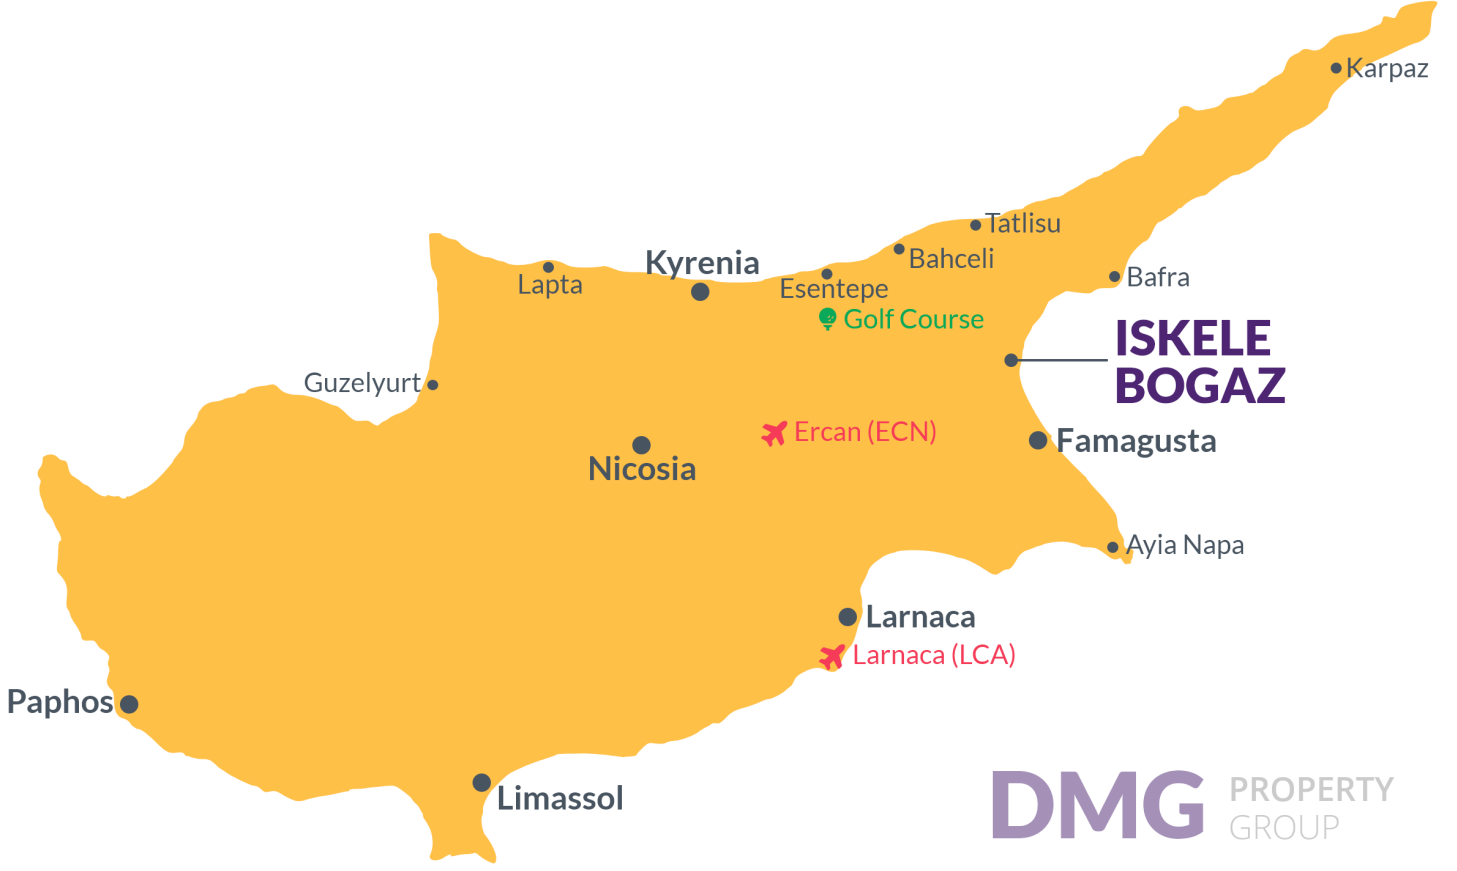 Karpaz
Tatlisu
Bahceli
Kyrenia
Lapta
Esentepe
Bafra
Golf Course
ISKELE
BOGAZ
Guzelyurt
Ercan (ECN)
Famagusta
Nicosia
Ayia Napa
Larnaca
Larnaca (LCA)
Paphos
Limassol
DMG PROPERTY
GROUP